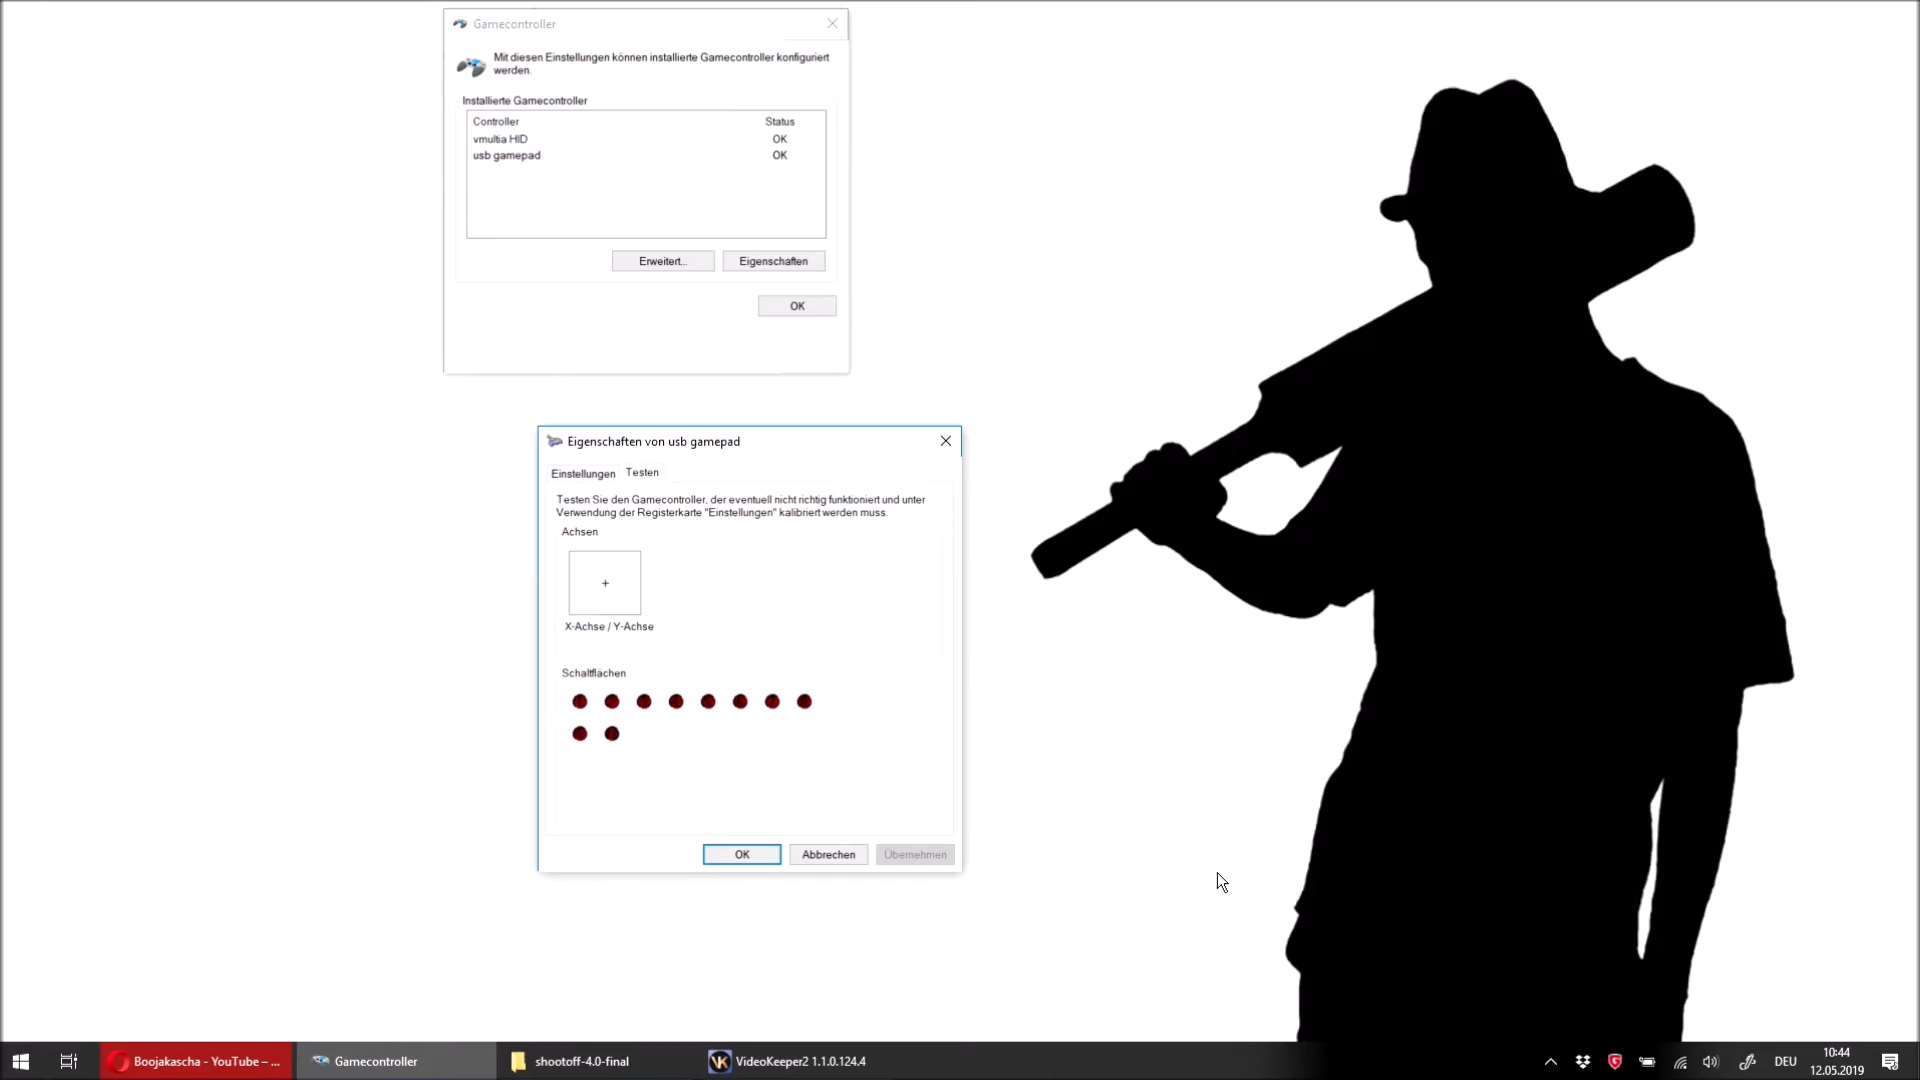 Gamecontroller
Mit diesen Einstellungen können installierte Gamecontroller konfiguriert
werden.
Installierte Gamecontroller
Controller Status
vmultia HID OK
usb gamepad OK
Erweitert... Eigenschaften
OK
Eigenschaften von usb gamepad
Einstellungen Testen
Testen Sie den Gamecontroller, der eventuell nicht richtig funktioniert und unter
Verwendung der Registerkarte "Einstellungen" kalibriert werden muss.
Achsen
X-Achse / Y-Achse
Schaltflächen
OK Abbrechen Übernehmen
Boojakascha - YouTube – ... Gamecontroller shootoff-4.0-final VK VideoKeeper2 1.1.0.124.4 DEU 10:44
12.05.2019